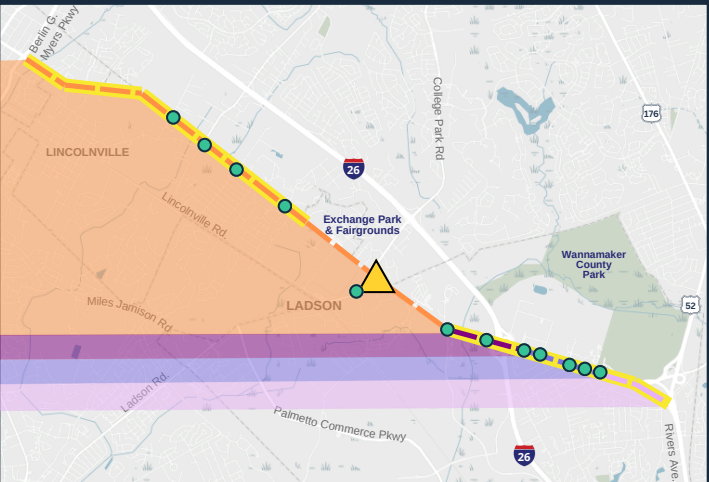 Berlin G.
Myers Pkwy
College Park Rd
176
LINCOLNVILLE
26
Lincolnville Rd.
Exchange Park
& Fairgrounds
Wannamaker
County
Park
LADSON
Miles Jamison Rd
52
Ladson Rd.
Palmetto Commerce Pkwy
26
Rivers Ave.